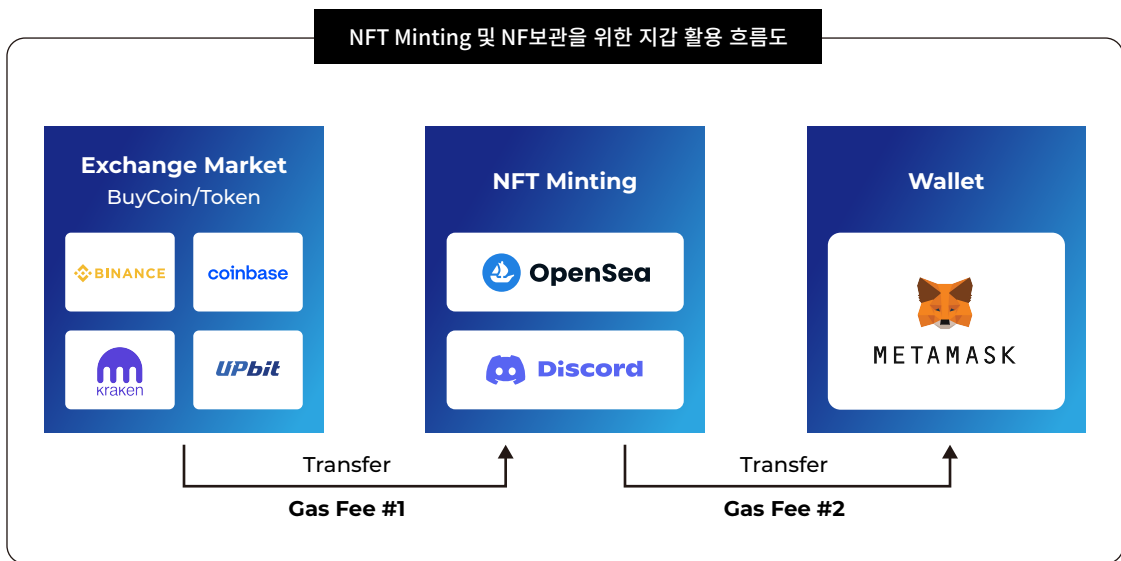 NFT Minting 및 NF보관을 위한 지갑 활용 흐름도
Exchange Market
BuyCoin/Token
BINANCE
coinbase
kraken
UPbit
NFT Minting
OpenSea
Discord
Wallet
METAMASK
Transfer
Gas Fee #1
Transfer
Gas Fee #2